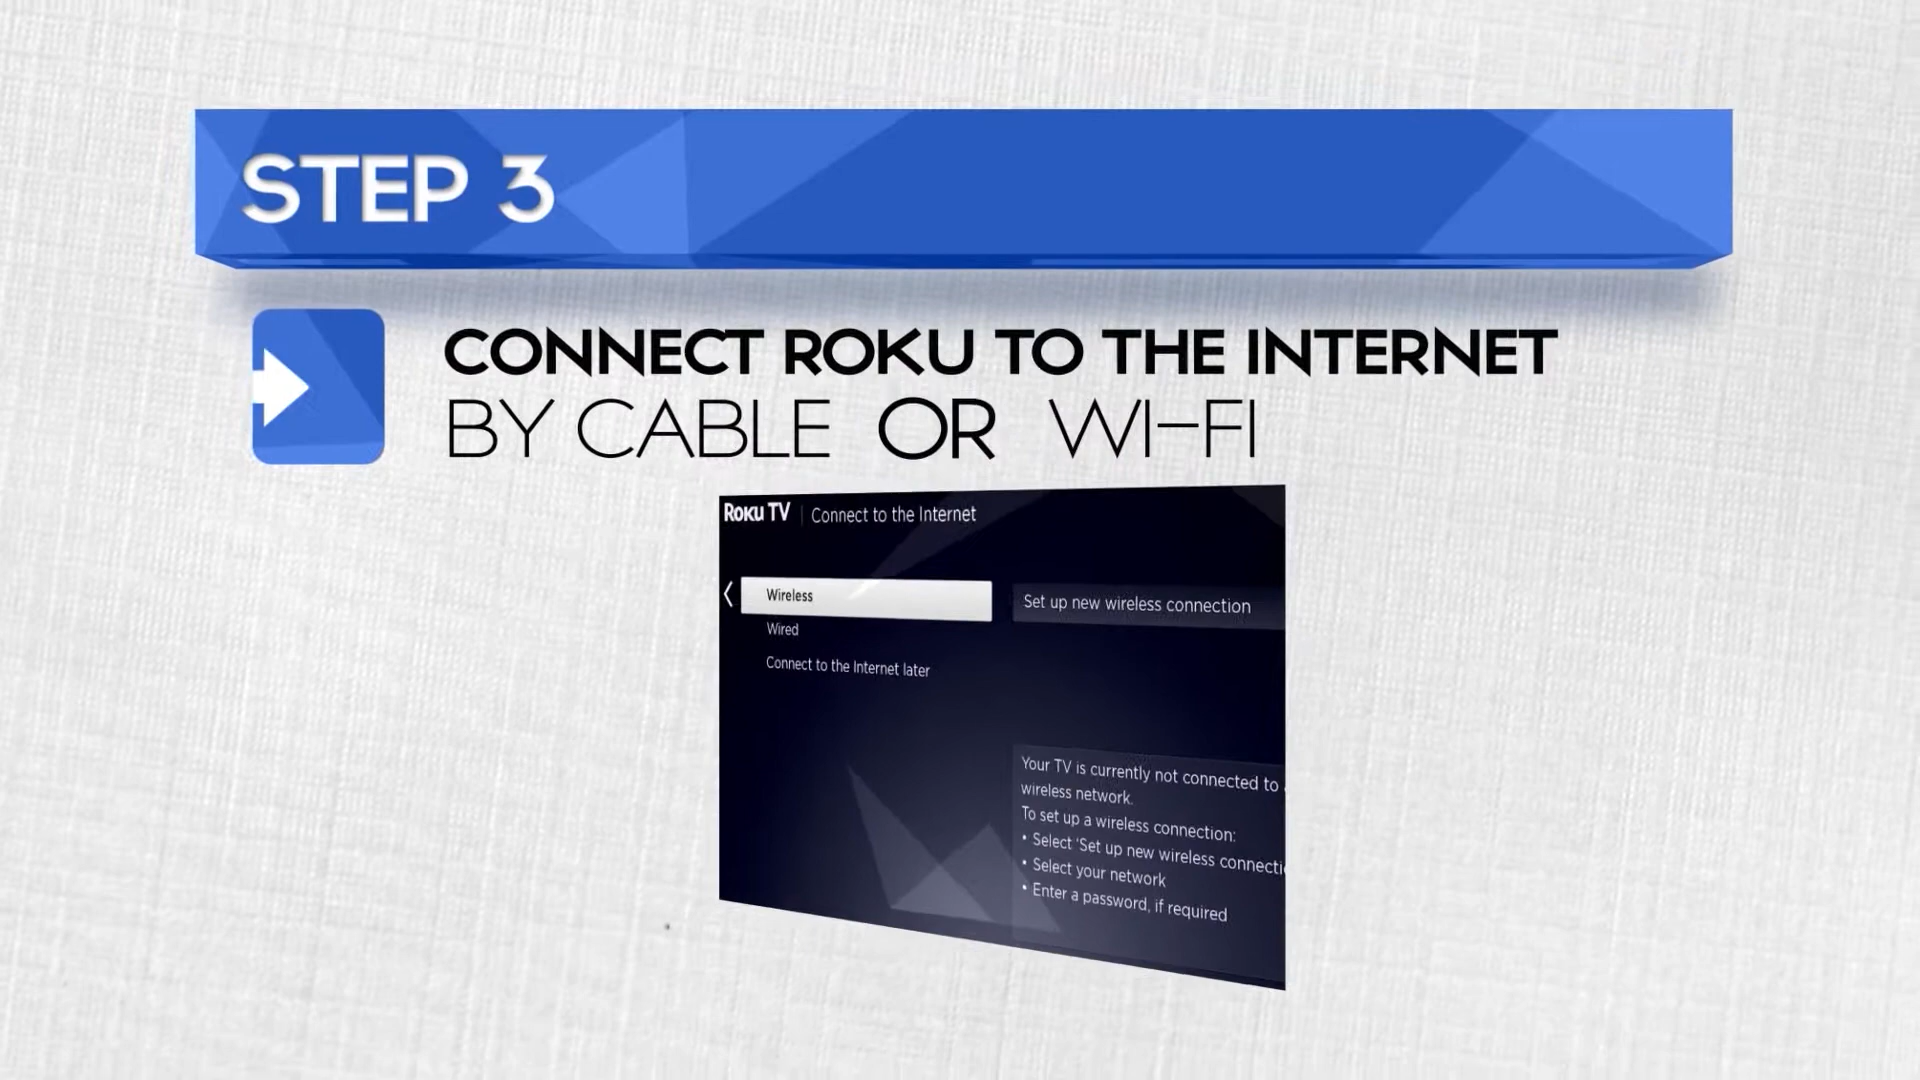 STEP 3
CONNECT ROKU TO THE INTERNET
BY CABLE OR WI-FI
Roku TV | Connect to the Internet
Wireless
Set up new wireless connection
Wired
Connect to the Internet later
Your TV is currently not connected to
wireless network.
To set up a wireless connection:
• Select 'Set up new wireless connecti
• Select your network
• Enter a password, if required